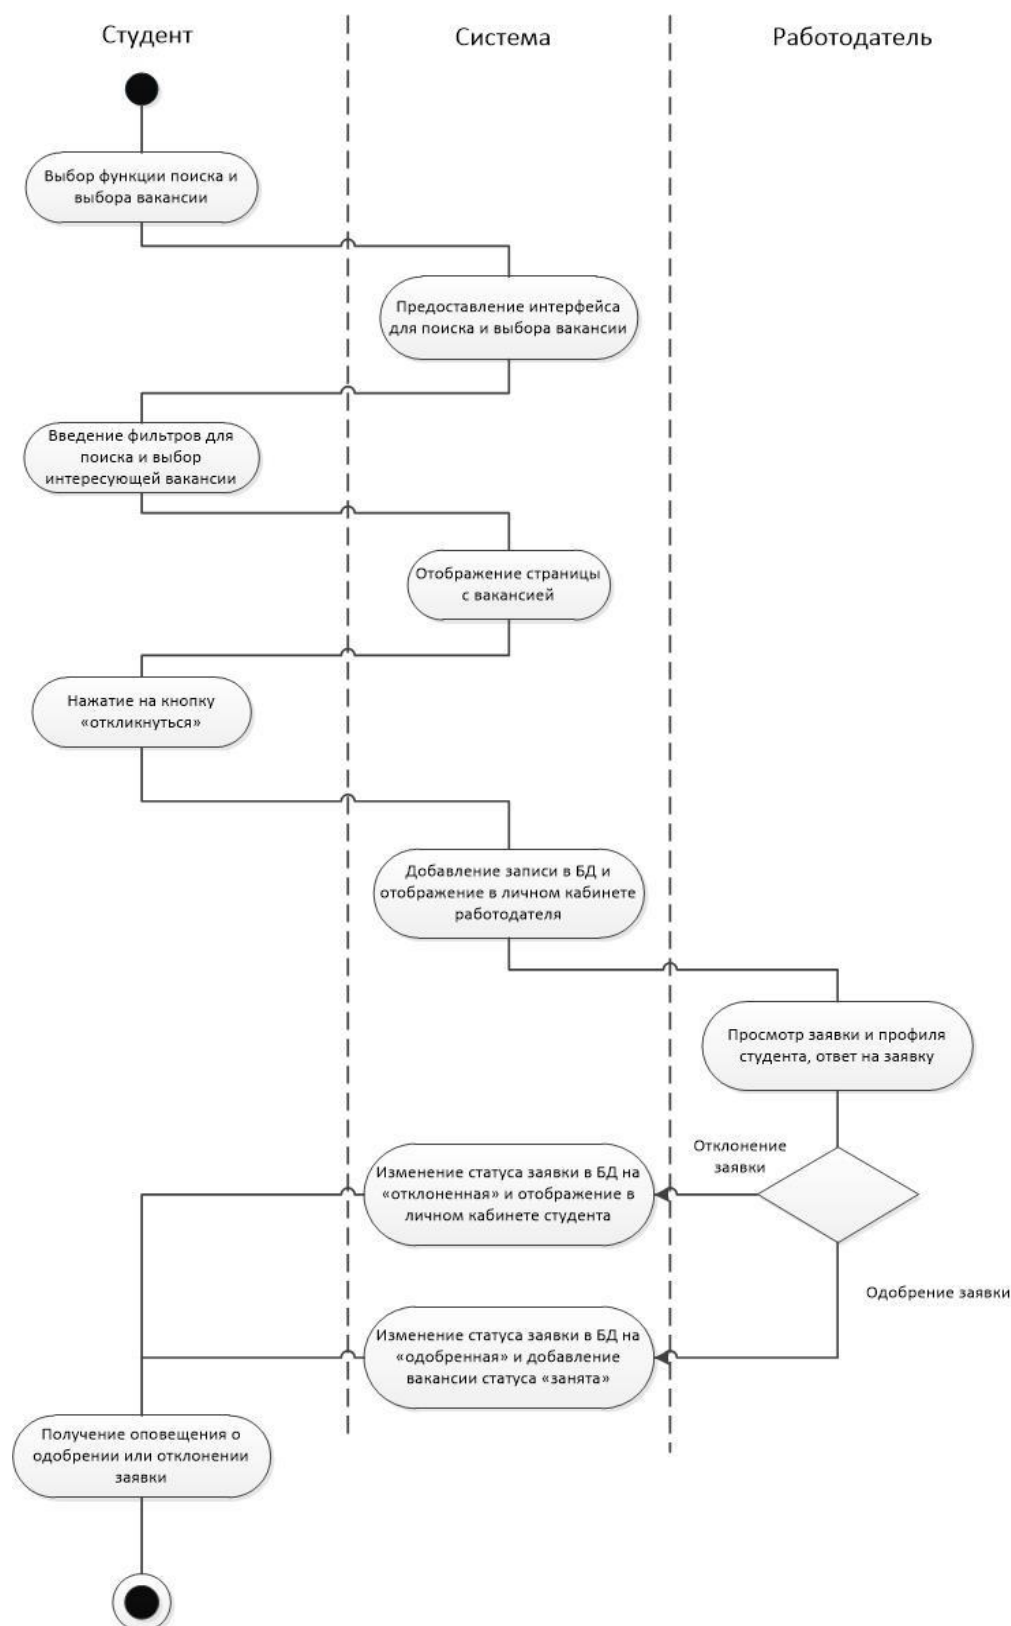 Студент
Система
Работодатель
Выбор функции поиска и
выбора вакансии
Предоставление интерфейса
для поиска и выбора вакансии
Введение фильтров для
поиска и выбор
интересующей вакансии
Отображение страницы
с вакансией
Нажатие на кнопку
«откликнуться»
Добавление записи в БД и
отображение в личном кабинете
работодателя
Просмотр заявки и профиля
студента, ответ на заявку
Отклонение
заявки
Изменение статуса заявки в БД на
«отклоненная» и отображение в
личном кабинете студента
Одобрение заявки
Изменение статуса заявки в БД на
«одобренная» и добавление
вакансии статуса «занята»
Получение оповещения о
одобрении или отклонении
заявки